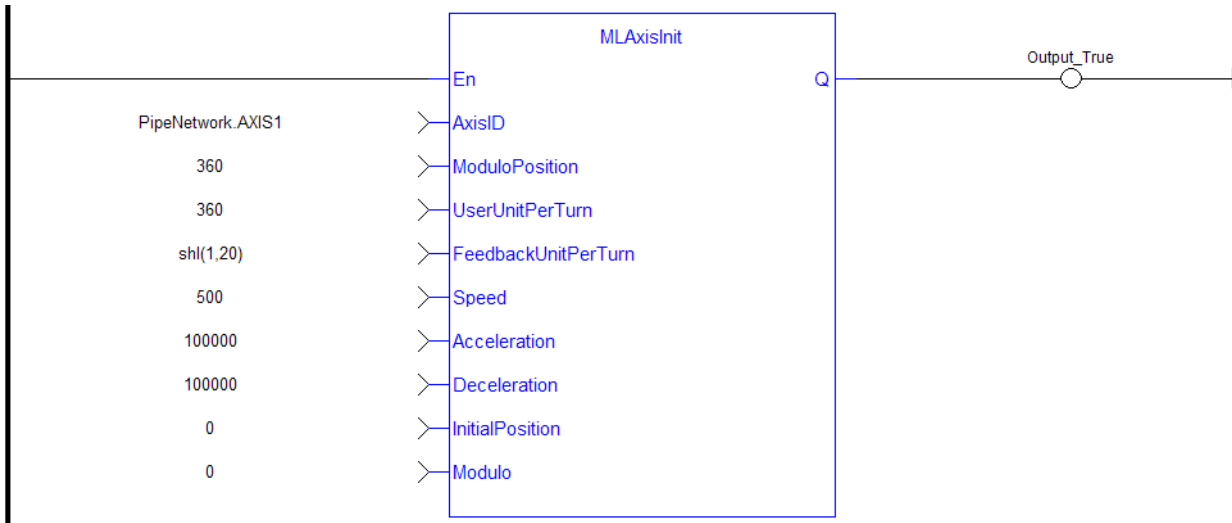 MLAxisInit
Output_True
En Q
PipeNetwork.AXIS1 AxisID
360 ModuloPosition
360 UserUnitPerTurn
shl(1,20) FeedbackUnitPerTurn
500 Speed
100000 Acceleration
100000 Deceleration
0 InitialPosition
0 Modulo